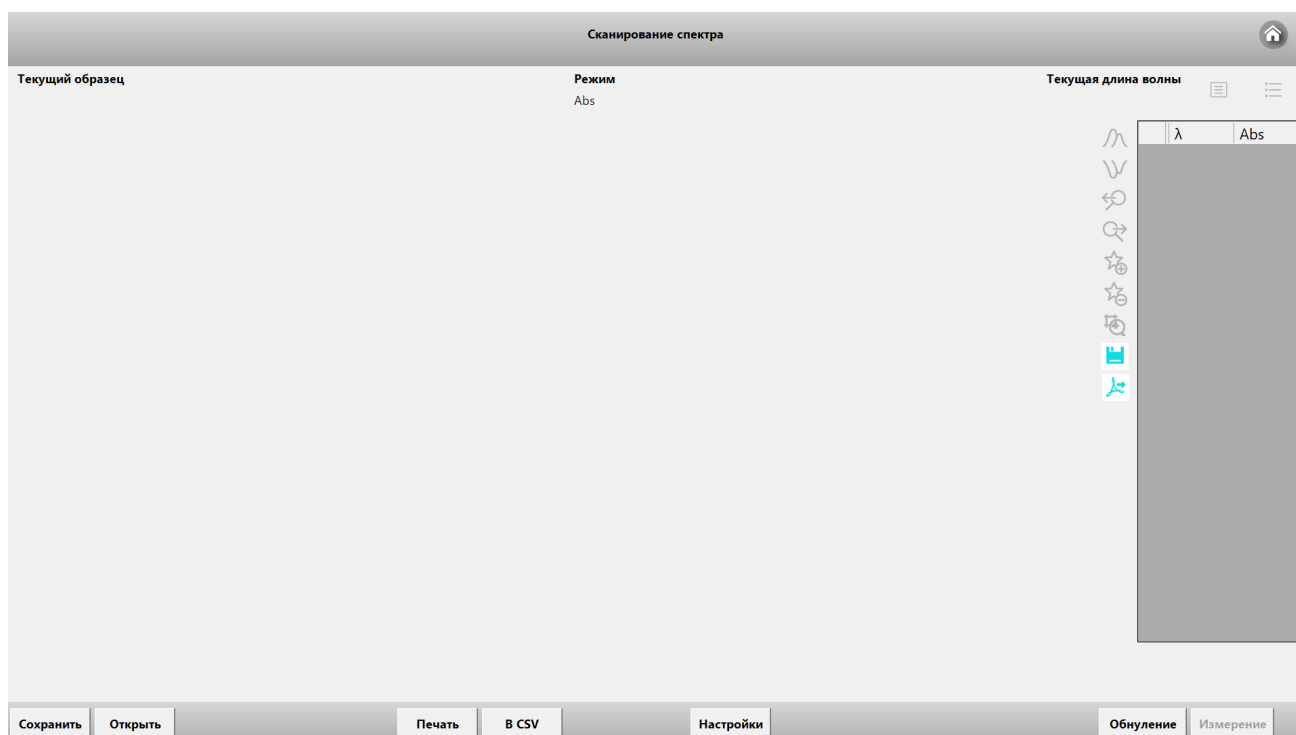 Сканирование спектра
Текущий образец
Режим
Текущая длина волны
Abs
λ Abs
Сохранить Открыть Печать В CSV Настройки Обнуление Измерение